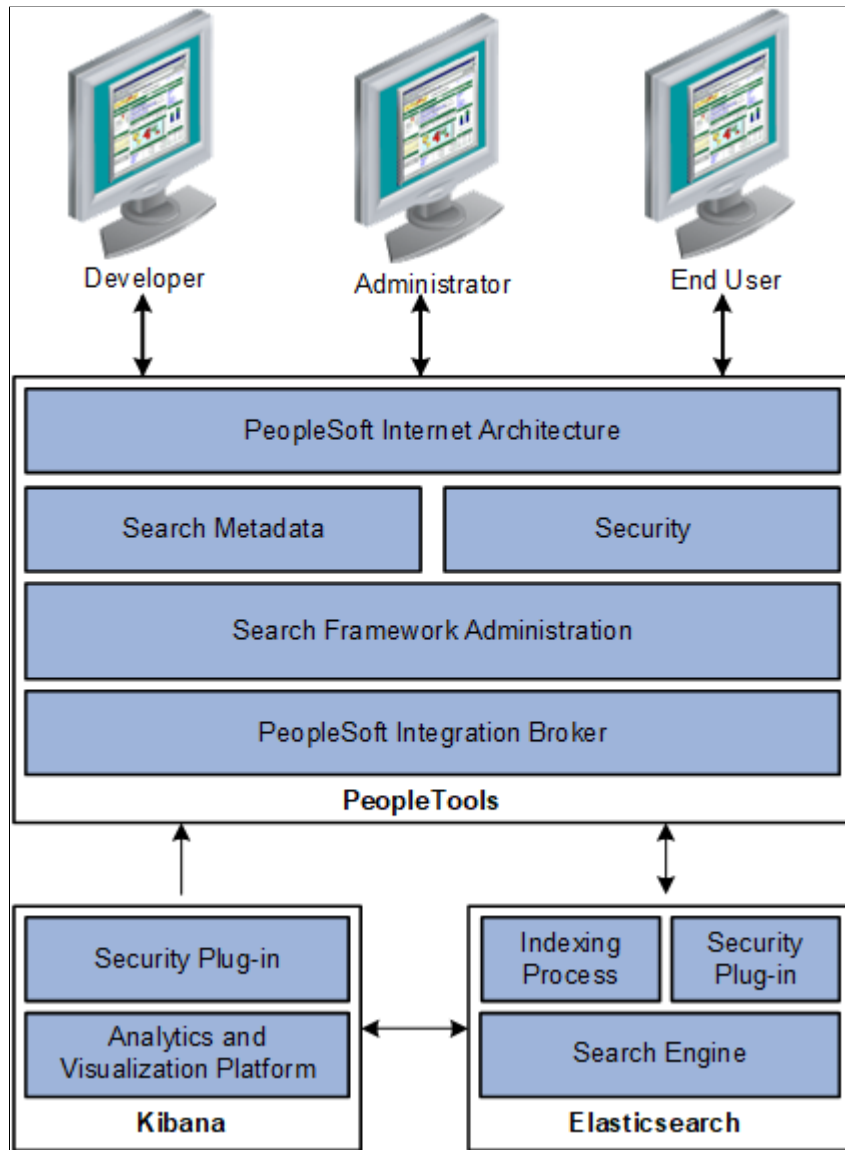 Developer
Administrator
End User
PeopleSoft Internet Architecture
Search Metadata
Security
Search Framework Administration
PeopleSoft Integration Broker
PeopleTools
Security Plug-in
Analytics and
Visualization Platform
Kibana
Indexing
Process
Security
Plug-in
Search Engine
Elasticsearch